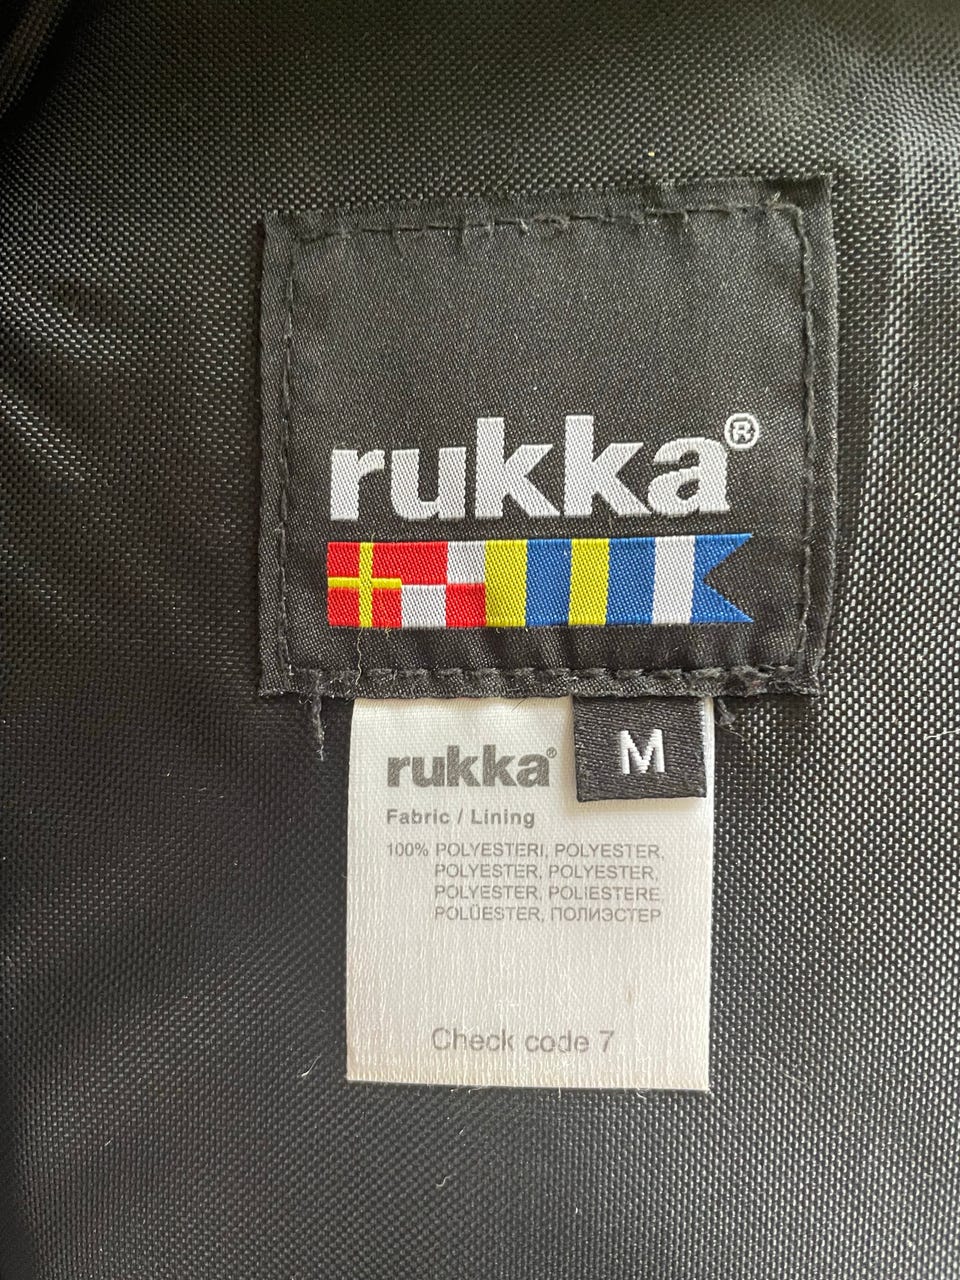 rukka®
rukka®
M
Fabric / Lining
100% POLYESTERI, POLYESTER,
POLYESTER, POLYESTER,
POLYESTER, POLIESTERE,
POLÜESTER, ПОЛИЭСТЕР
Check code 7